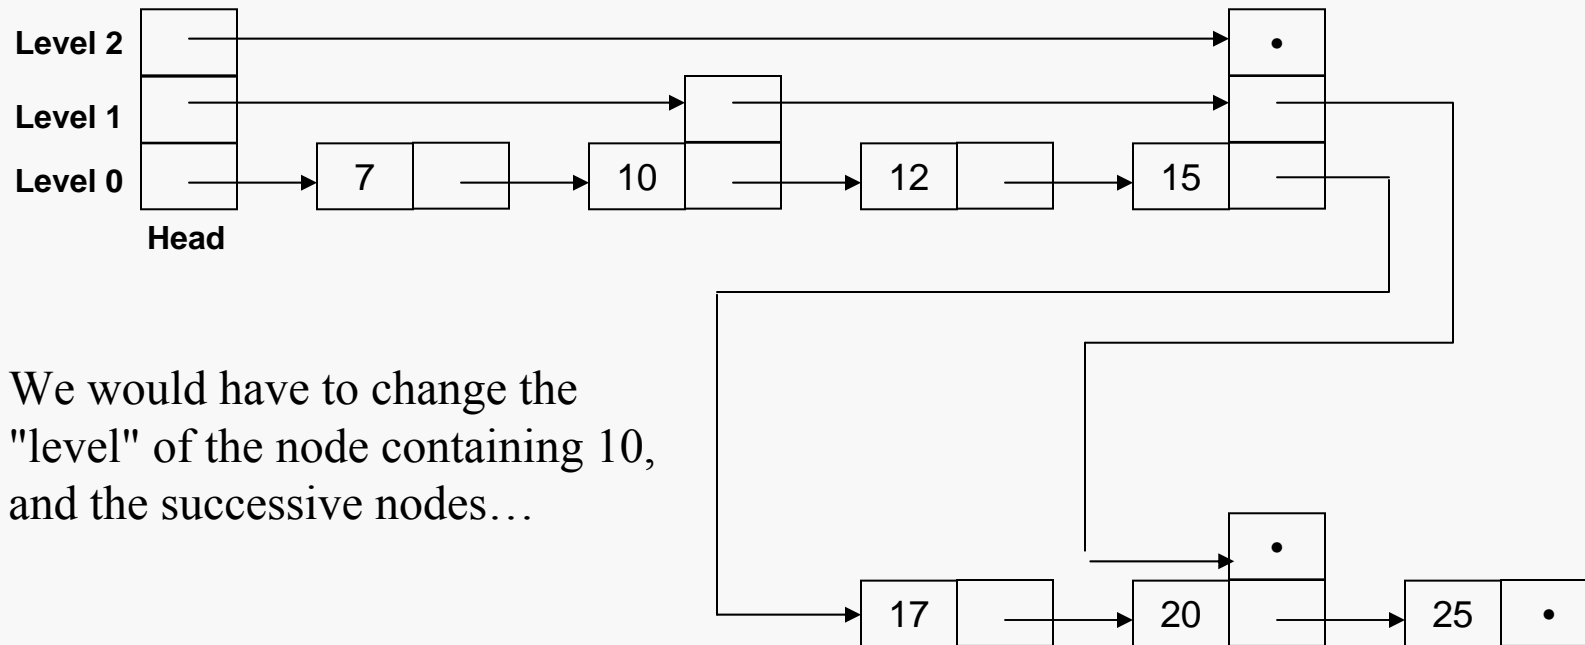 Level 2
Level 1
Level 0 7 10 12 15
Head
We would have to change the
"level" of the node containing 10,
and the successive nodes…
17 20 25